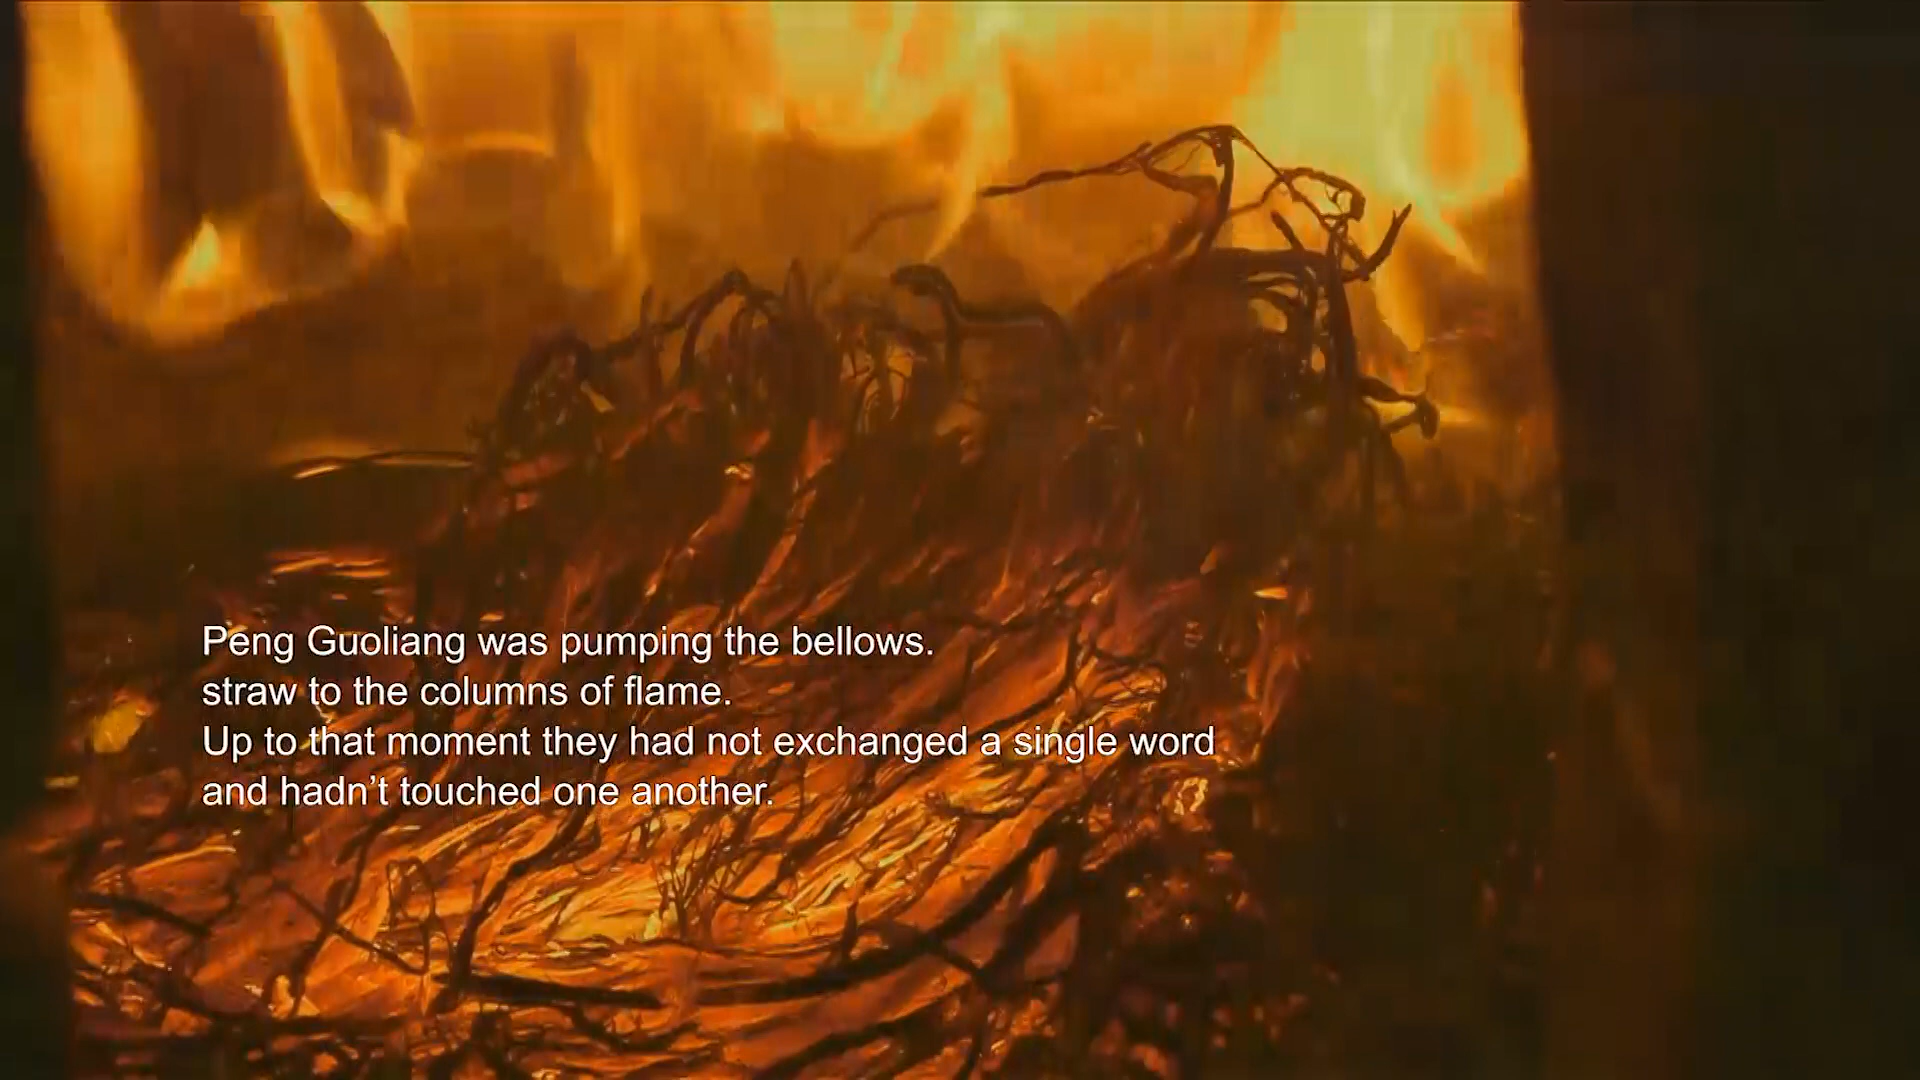 Peng Guoliang was pumping the bellows.
straw to the columns of flame.
Up to that moment they had not exchanged a single word
and hadn’t touched one another.